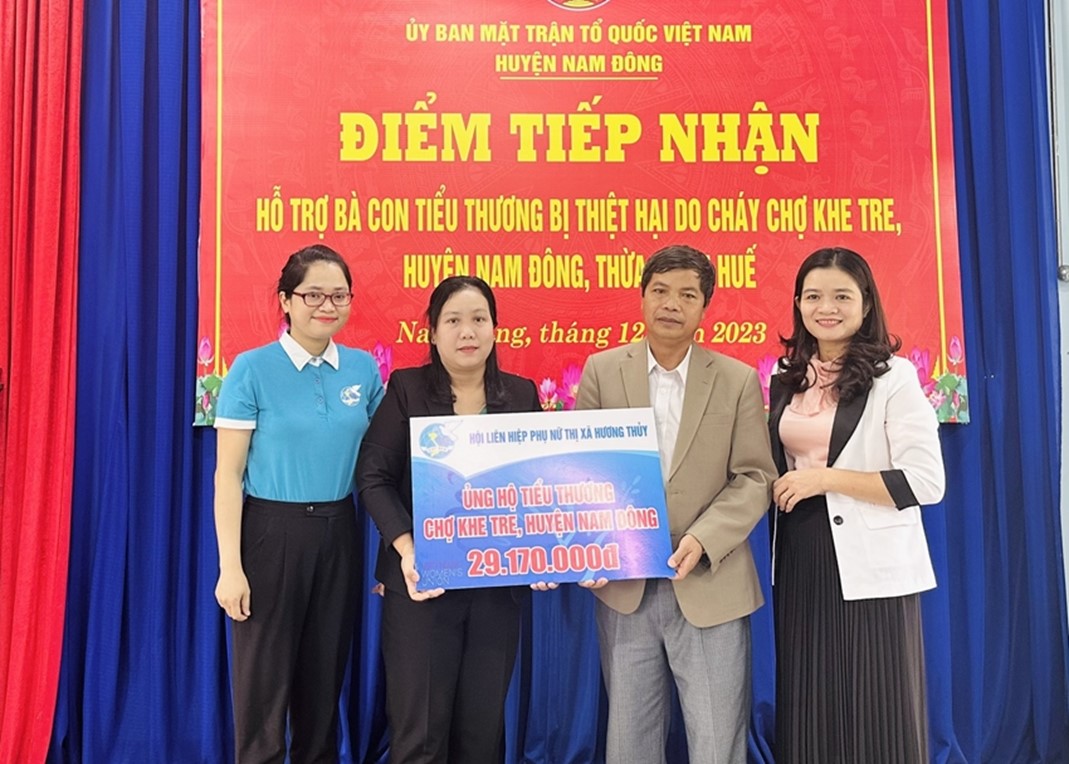 ỦY BAN MẶT TRẬN TỔ QUỐC VIỆT NAM
HUYỆN NAM ĐÔNG
ĐIỂM TIẾP NHẬN
HỖ TRỢ BÀ CON TIỂU THƯƠNG BỊ THIỆT HẠI DO CHÁY CHỢ KHE TRE,
HUYỆN NAM ĐÔNG, THỪA HUẾ
tháng 12 2023
HỘI LIÊN HIỆP PHỤ NỮ THỊ XÃ HƯƠNG THỦY
ỦNG HỘ TIỂU THƯƠNG
CHỢ KHE TRE, HUYỆN NAM ĐÔNG
29.170.000đ
WOMEN'S
UNION